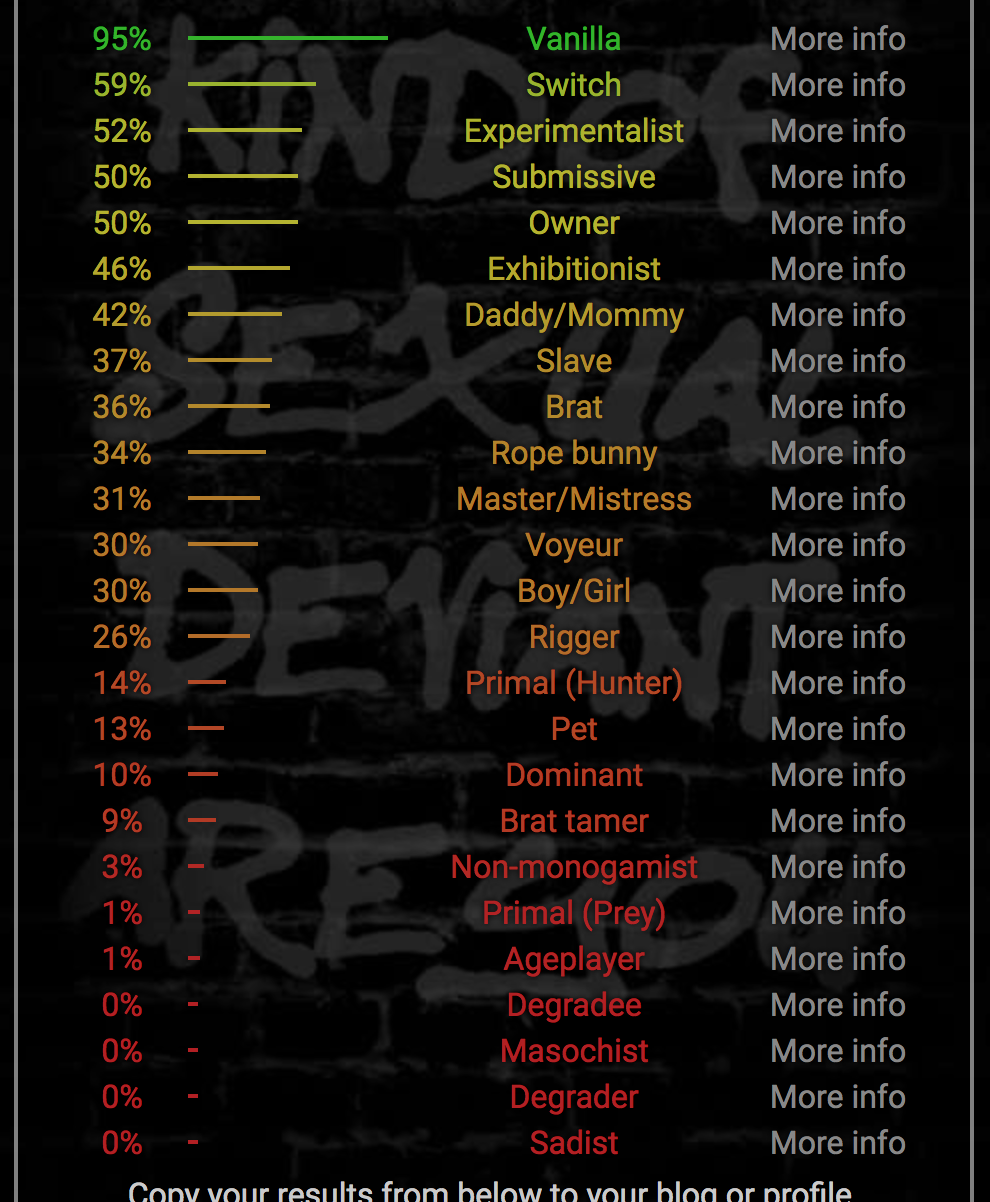 95% Vanilla More info
59% Switch More info
52% Experimentalist More info
50% Submissive More info
50% Owner More info
46% Exhibitionist More info
42% Daddy/Mommy More info
37% Slave More info
36% Brat More info
34% Rope bunny More info
31% Master/Mistress More info
30% Voyeur More info
30% Boy/Girl More info
26% Rigger More info
14% Primal (Hunter) More info
13% Pet More info
10% Dominant More info
9% Brat tamer More info
3% Non-monogamist More info
1% Primal (Prey) More info
1% Ageplayer More info
0% Degradee More info
0% Masochist More info
0% Degrader More info
0% Sadist More info
Copy your results from below to your blog or profile
KiND OF
SEXUAL
DEViANT
ARE YOU